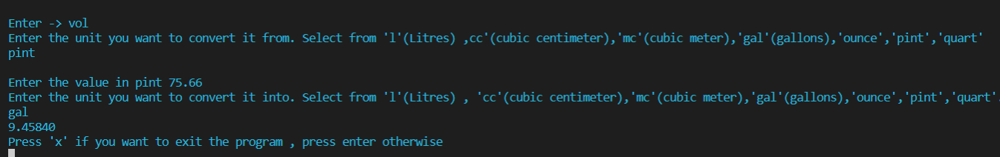 Enter -> vol
Enter the unit you want to convert it from. Select from 'l'(Litres) ,cc'(cubic centimeter),'mc'(cubic meter),'gal'(gallons),'ounce','pint','quart'
pint
Enter the value in pint 75.66
Enter the unit you want to convert it into. Select from 'l'(Litres) , 'cc'(cubic centimeter),'mc'(cubic meter),'gal'(gallons),'ounce','pint','quart'.
gal
9.45840
Press 'x' if you want to exit the program , press enter otherwise